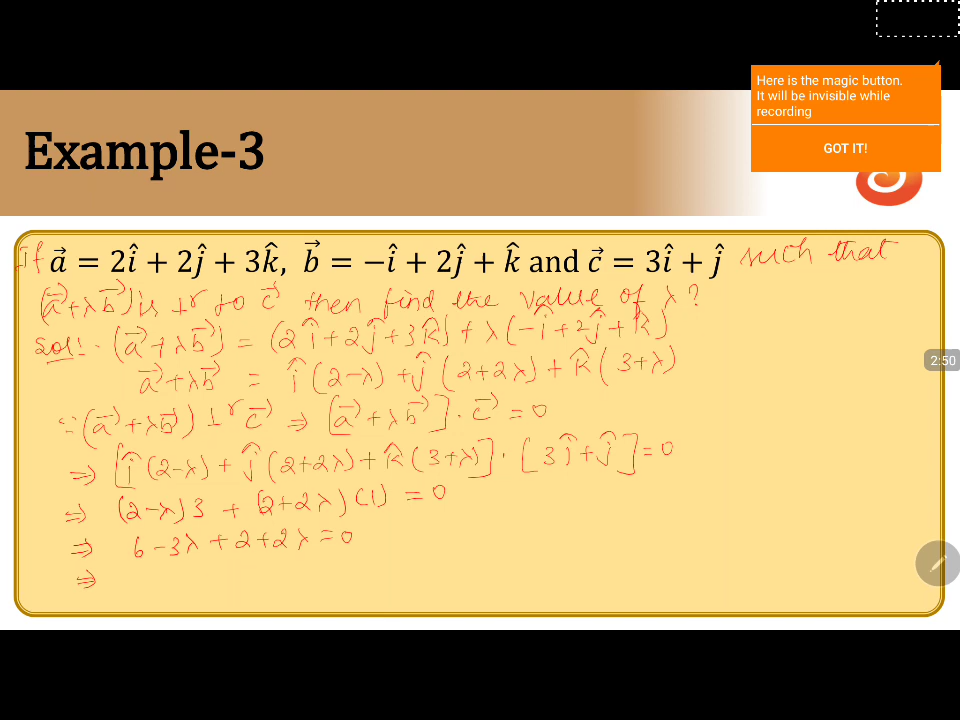 Here is the magic button.
It will be invisible while
recording
GOT IT!
Example-3
If a⃗ = 2î + 2ĵ + 3k̂, b⃗ = −î + 2ĵ + k̂ and c⃗ = 3î + ĵ such that
(a⃗+λb⃗) is ⊥r to c⃗ then find the value of λ?
Sol: · (a⃗+λb⃗) = (2î+2ĵ+3k̂) + λ(−î+2ĵ+k̂)
a⃗+λb⃗ = î(2−λ) + ĵ(2+2λ) + k̂(3+λ)
2:50
∵ (a⃗+λb⃗) ⊥r c⃗ ⇒ [a⃗+λb⃗]·c⃗ = 0
⇒ [î(2−λ) + ĵ(2+2λ) + k̂(3+λ)]·[3î+ĵ] = 0
⇒ (2−λ)3 + (2+2λ)(1) = 0
⇒ 6−3λ+2+2λ=0
⇒